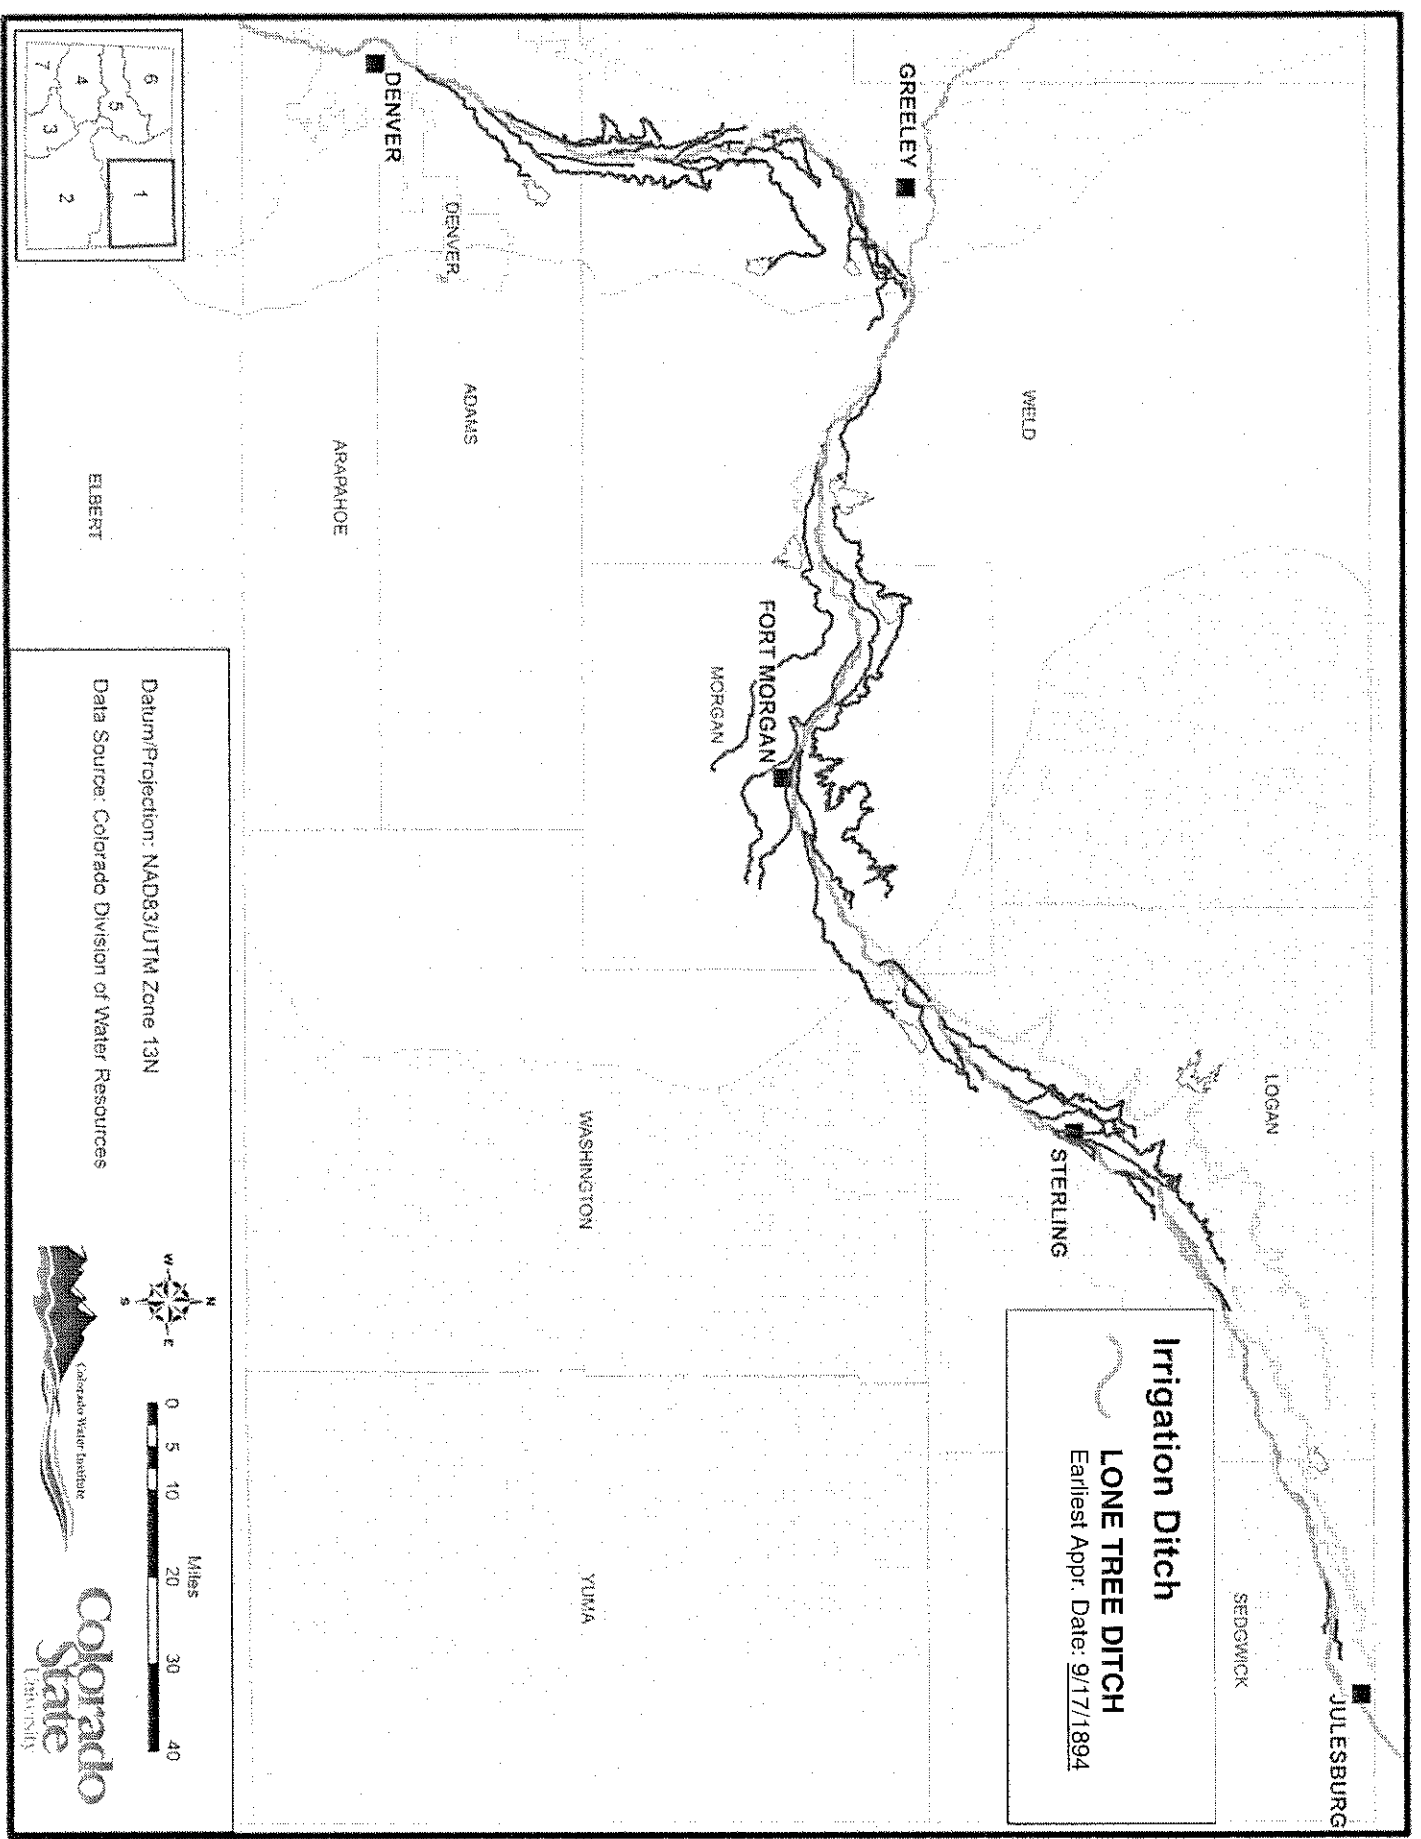 Irrigation Ditch
LONE TREE DITCH
Earliest Appr. Date: 9/17/1894
JULESBURG
SEDGWICK
LOGAN
STERLING
WELD
GREELEY
FORT MORGAN
MORGAN
WASHINGTON
YUMA
DENVER
DENVER
ADAMS
ARAPAHOE
ELBERT
6
5
4
7
3
1
2
Datum/Projection: NAD83/UTM Zone 13N
Data Source: Colorado Division of Water Resources
N
W
E
S
Miles
0 5 10 20 30 40
Colorado Water Institute
Colorado
State
University